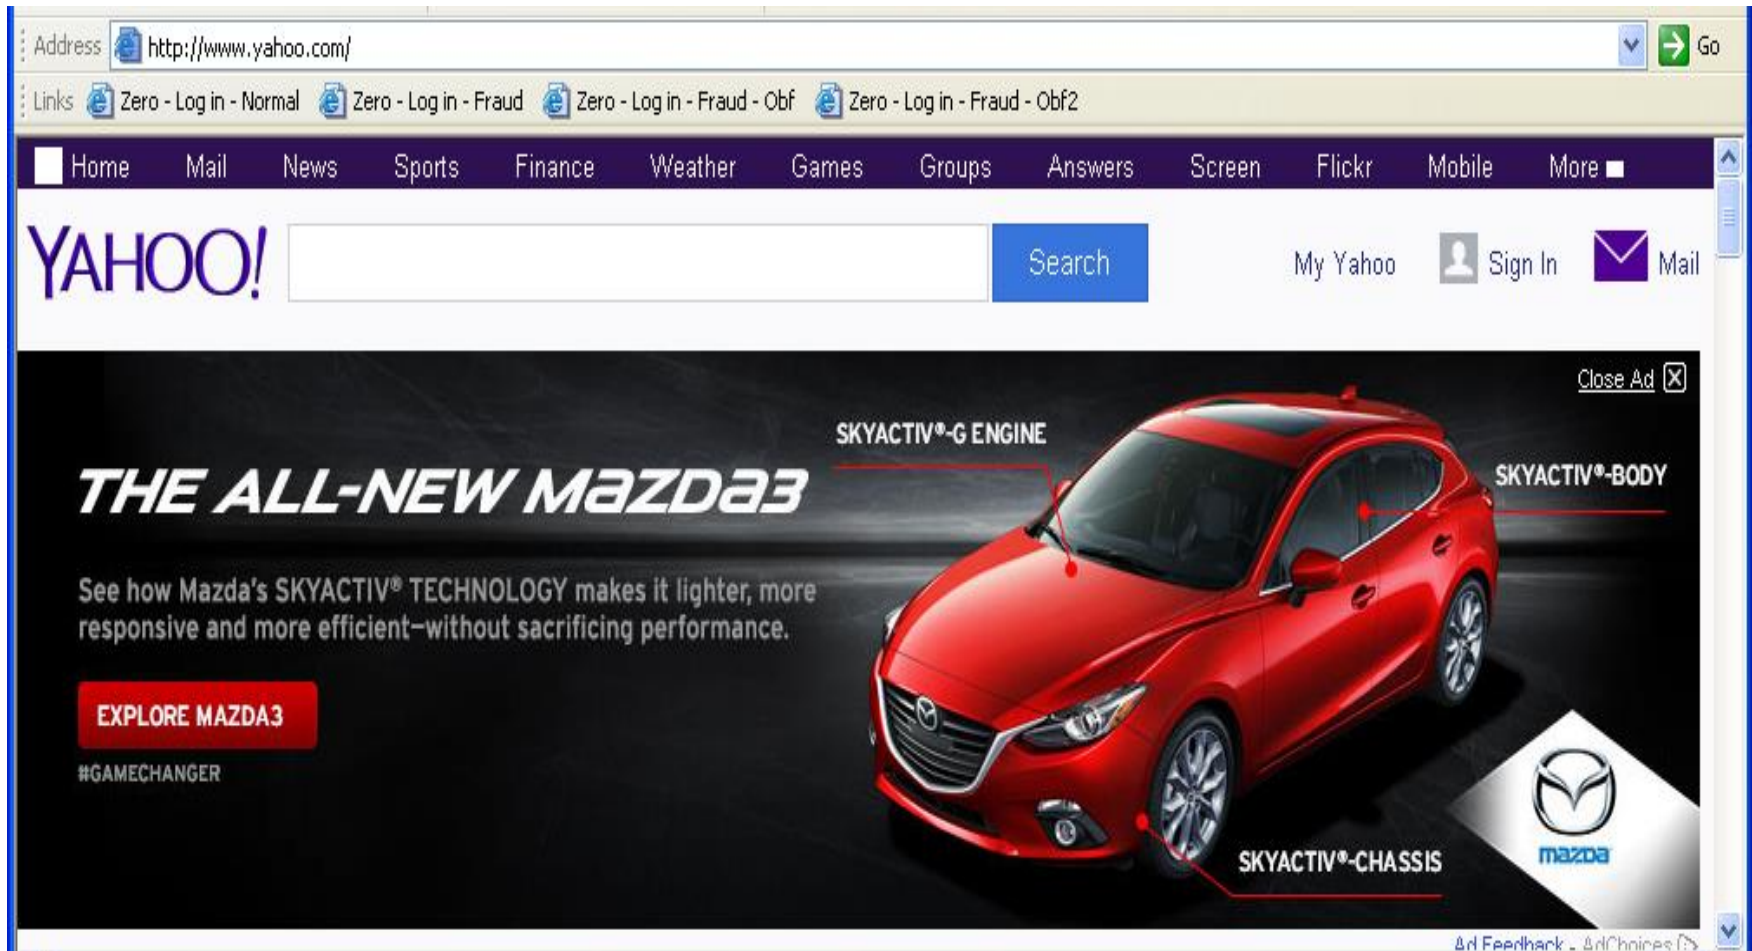 Address http://www.yahoo.com/ Go
Links Zero - Log in - Normal Zero - Log in - Fraud Zero - Log in - Fraud - Obf Zero - Log in - Fraud - Obf2
Home Mail News Sports Finance Weather Games Groups Answers Screen Flickr Mobile More
YAHOO! Search My Yahoo Sign In Mail
Close Ad
SKYACTIV®-G ENGINE
SKYACTIV®-BODY
THE ALL-NEW MAZDA3
See how Mazda's SKYACTIV® TECHNOLOGY makes it lighter, more
responsive and more efficient—without sacrificing performance.
EXPLORE MAZDA3
#GAMECHANGER
SKYACTIV®-CHASSIS
mazda
Ad Feedback - AdChoices